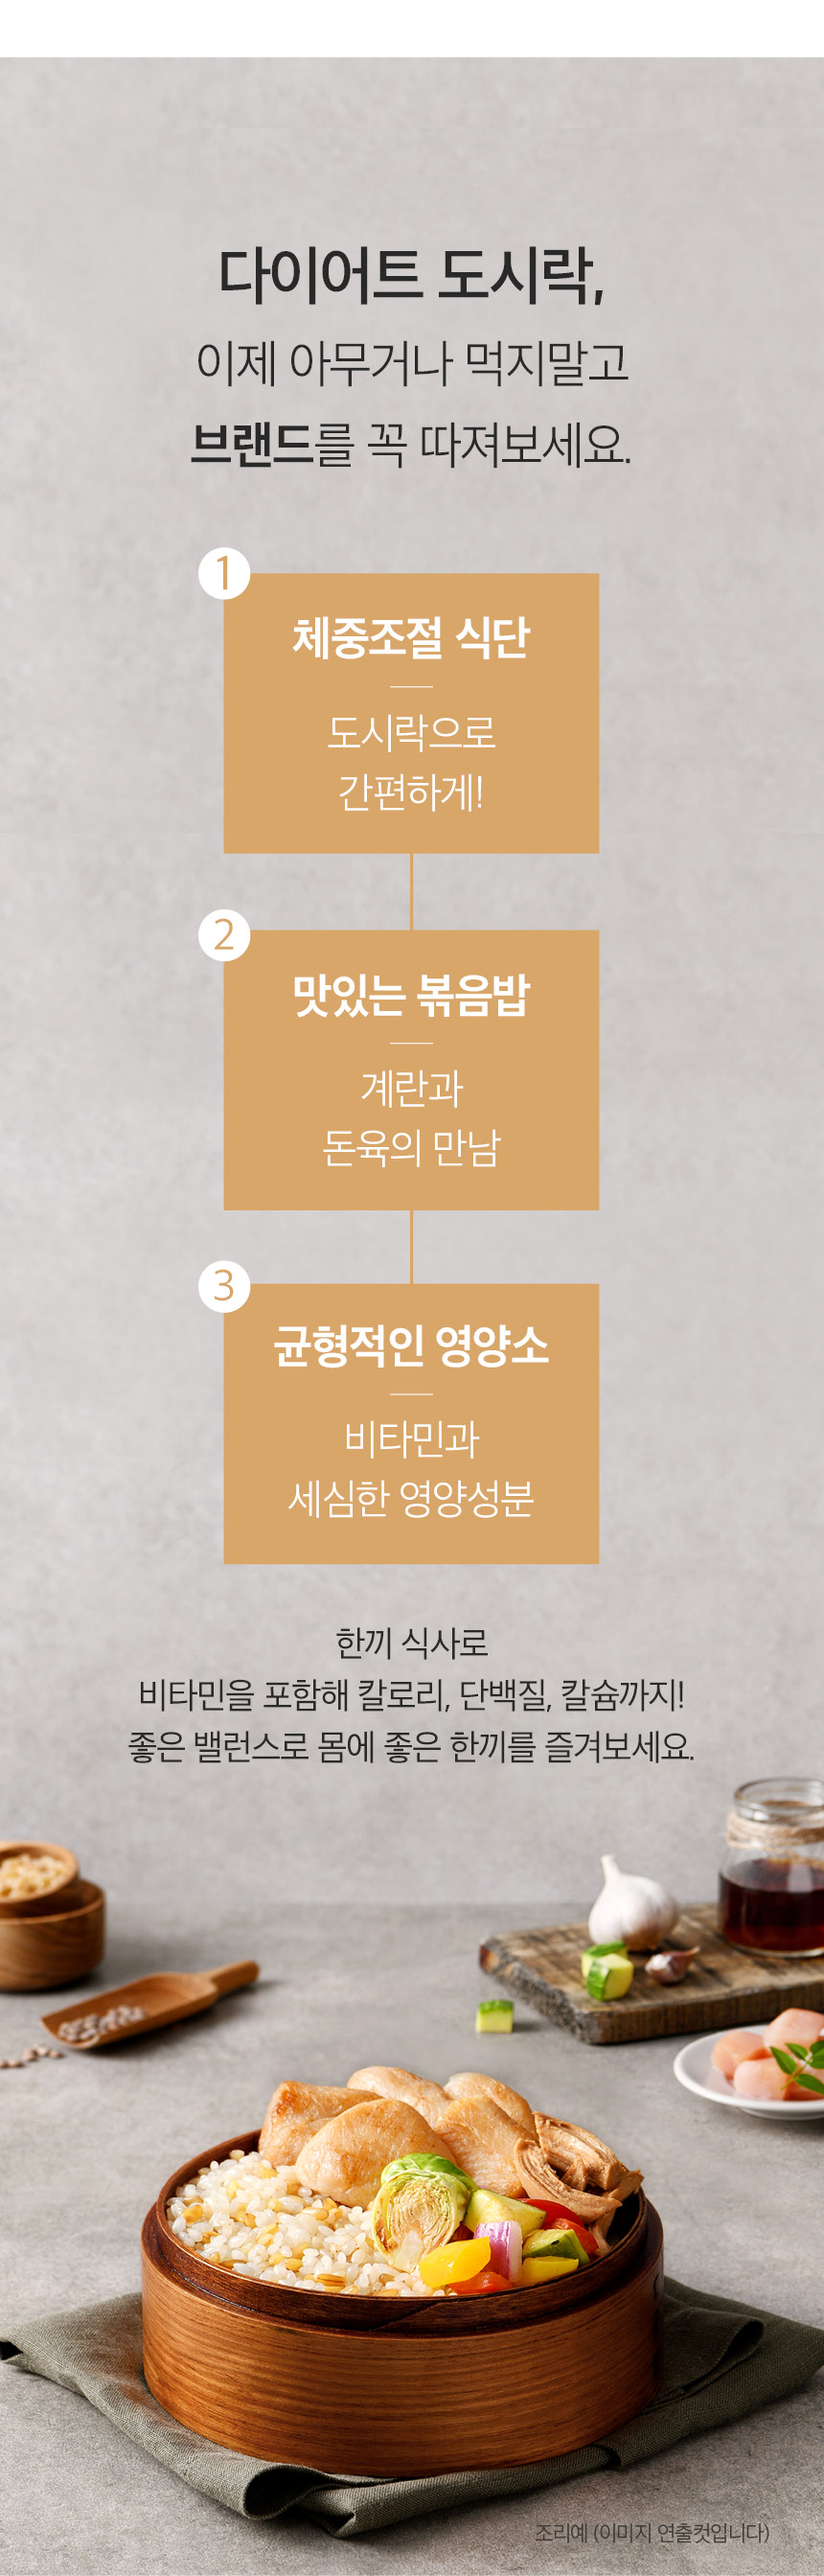 다이어트 도시락,
이제 아무거나 먹지말고
브랜드를 꼭 따져보세요.
1
체중조절 식단
도시락으로
간편하게!
2
맛있는 볶음밥
계란과
돈육의 만남
3
균형적인 영양소
비타민과
세심한 영양성분
한끼 식사로
비타민을 포함해 칼로리, 단백질, 칼슘까지!
좋은 밸런스로 몸에 좋은 한끼를 즐겨보세요.
조리예 (이미지 연출컷입니다)